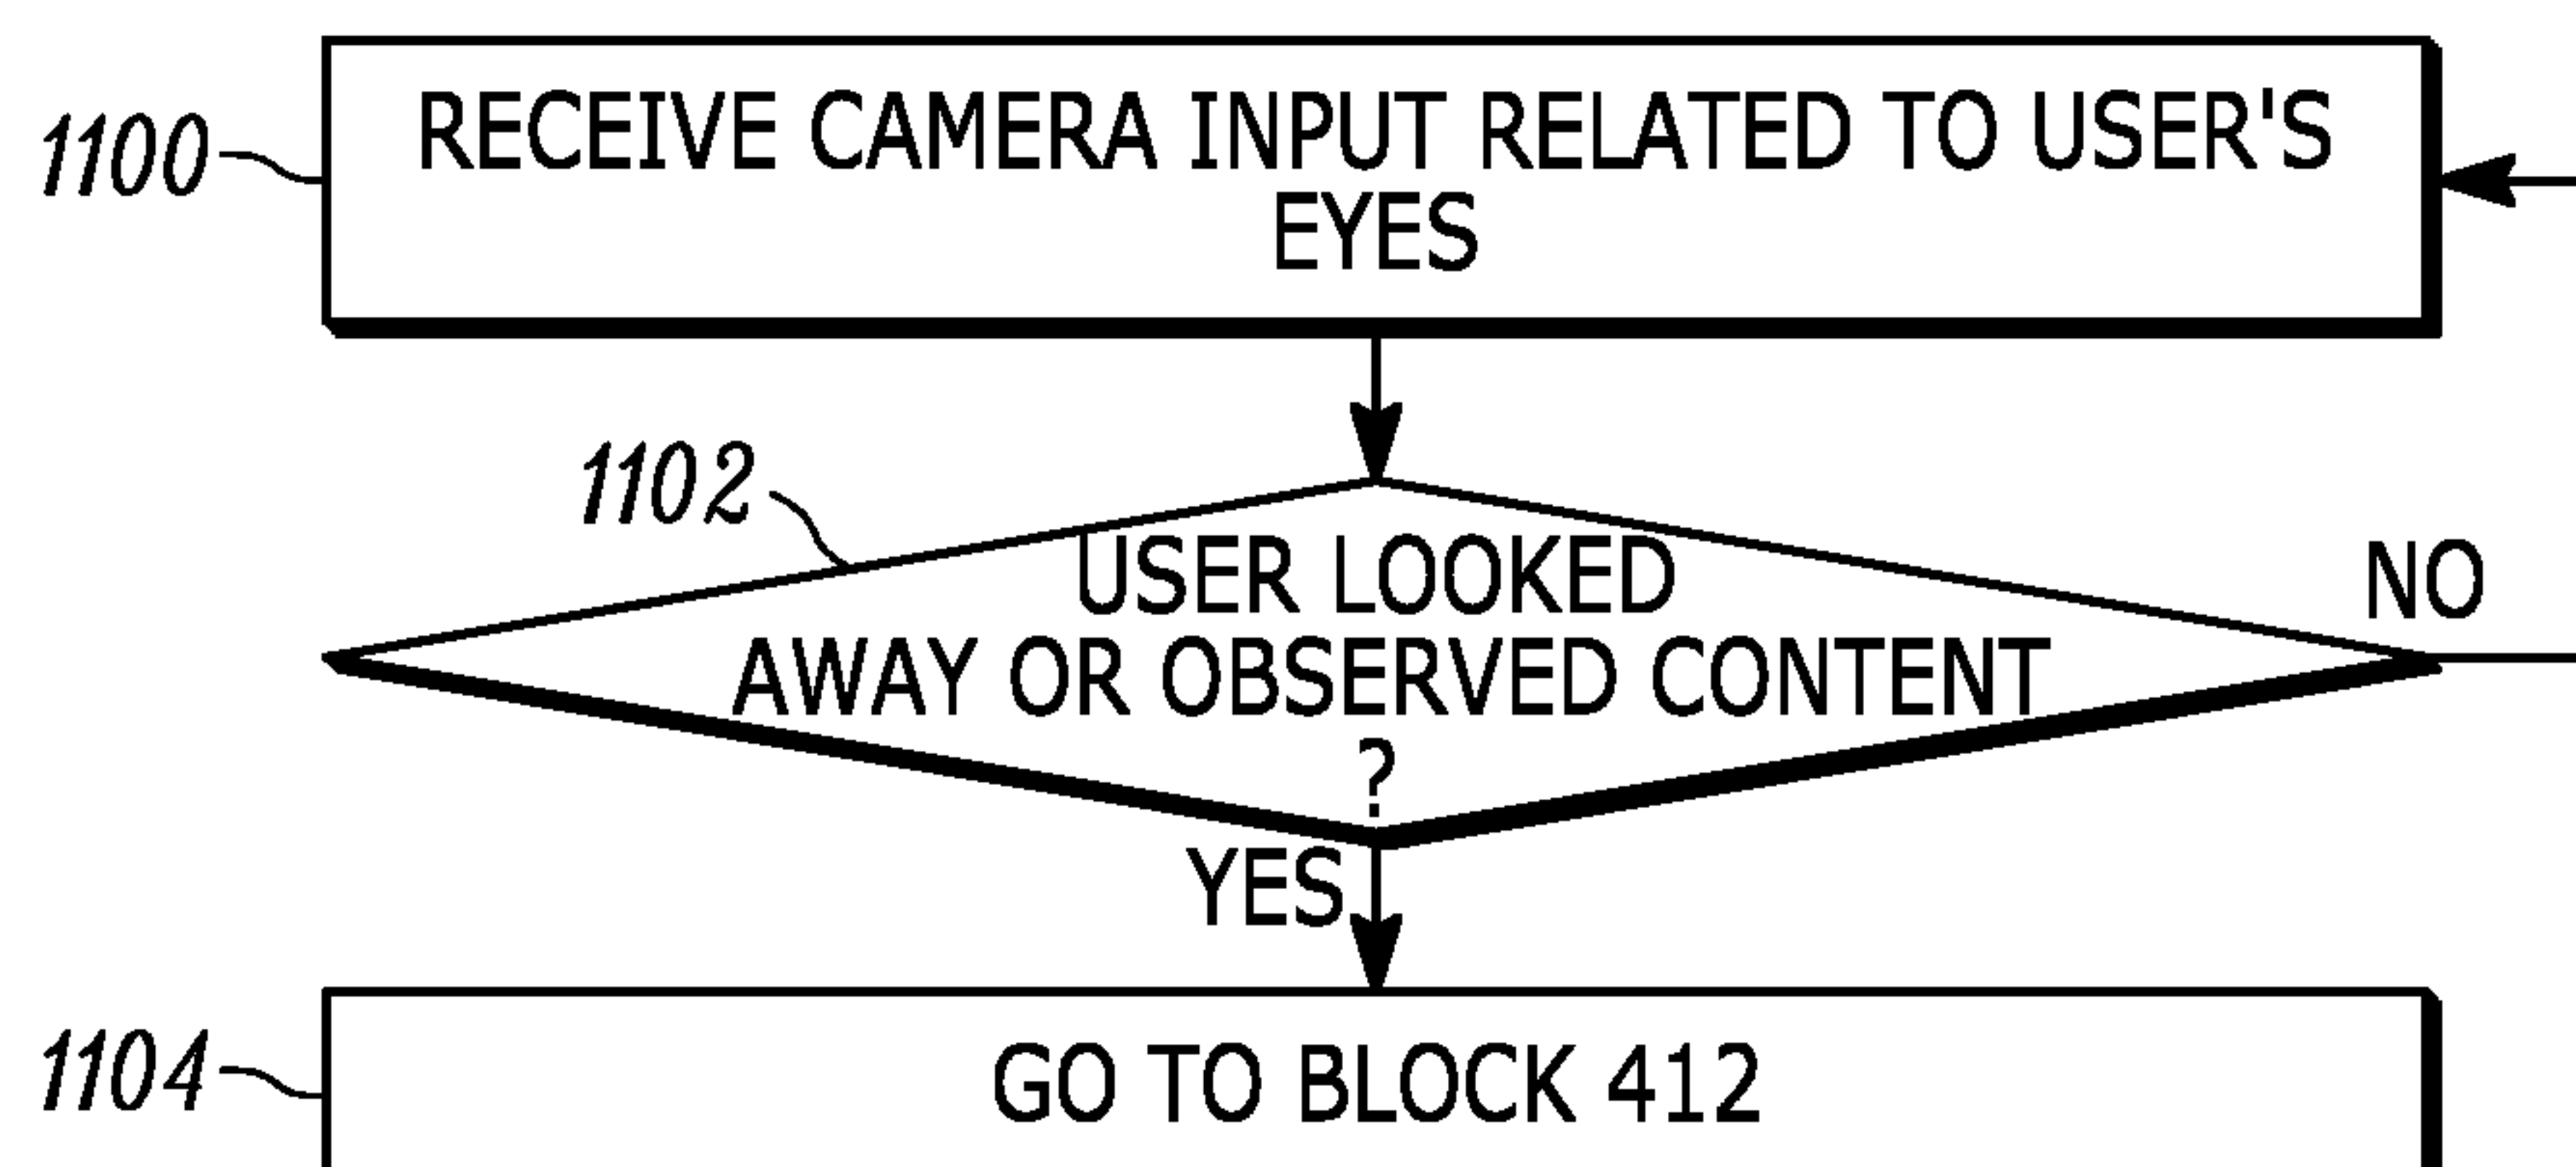 1100
RECEIVE CAMERA INPUT RELATED TO USER'S
EYES
1102
USER LOOKED
AWAY OR OBSERVED CONTENT
?
NO
YES
1104
GO TO BLOCK 412